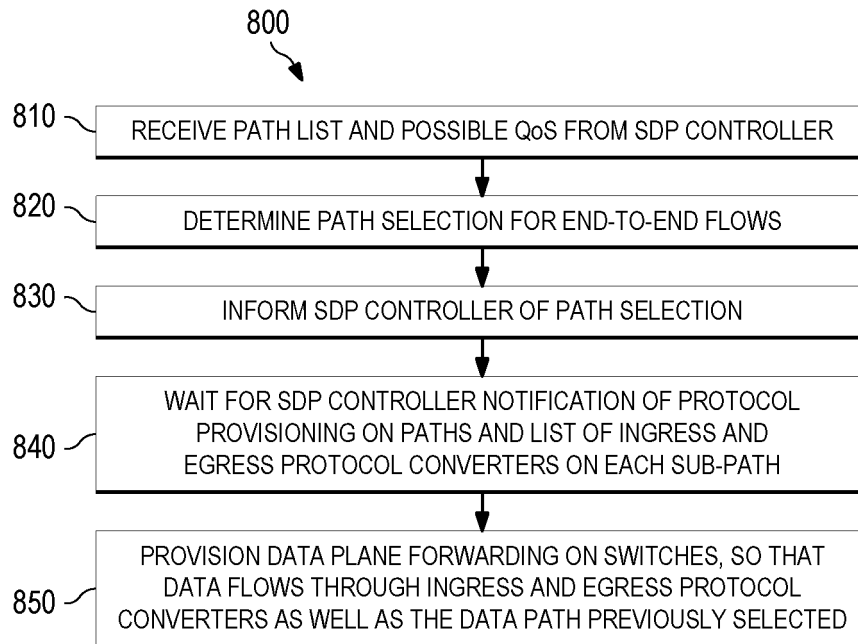 800
810
RECEIVE PATH LIST AND POSSIBLE QoS FROM SDP CONTROLLER
820
DETERMINE PATH SELECTION FOR END-TO-END FLOWS
830
INFORM SDP CONTROLLER OF PATH SELECTION
840
WAIT FOR SDP CONTROLLER NOTIFICATION OF PROTOCOL
PROVISIONING ON PATHS AND LIST OF INGRESS AND
EGRESS PROTOCOL CONVERTERS ON EACH SUB-PATH
850
PROVISION DATA PLANE FORWARDING ON SWITCHES, SO THAT
DATA FLOWS THROUGH INGRESS AND EGRESS PROTOCOL
CONVERTERS AS WELL AS THE DATA PATH PREVIOUSLY SELECTED